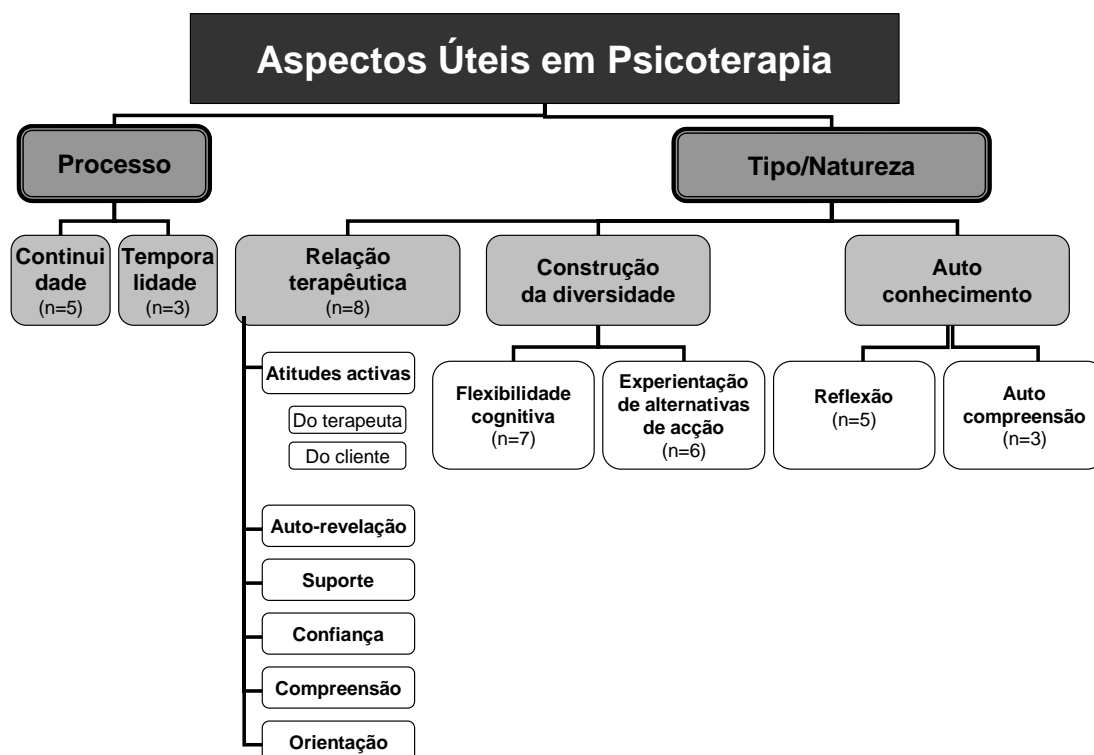 Aspectos Úteis em Psicoterapia
Processo
Tipo/Natureza
Continui
dade
(n=5)
Tempora
lidade
(n=3)
Relação
terapêutica
(n=8)
Construção
da diversidade
Auto
conhecimento
Atitudes activas
Do terapeuta
Do cliente
Auto-revelação
Suporte
Confiança
Compreensão
Orientação
Flexibilidade
cognitiva
(n=7)
Experientação
de alternativas
de acção
(n=6)
Reflexão
(n=5)
Auto
compreensão
(n=3)